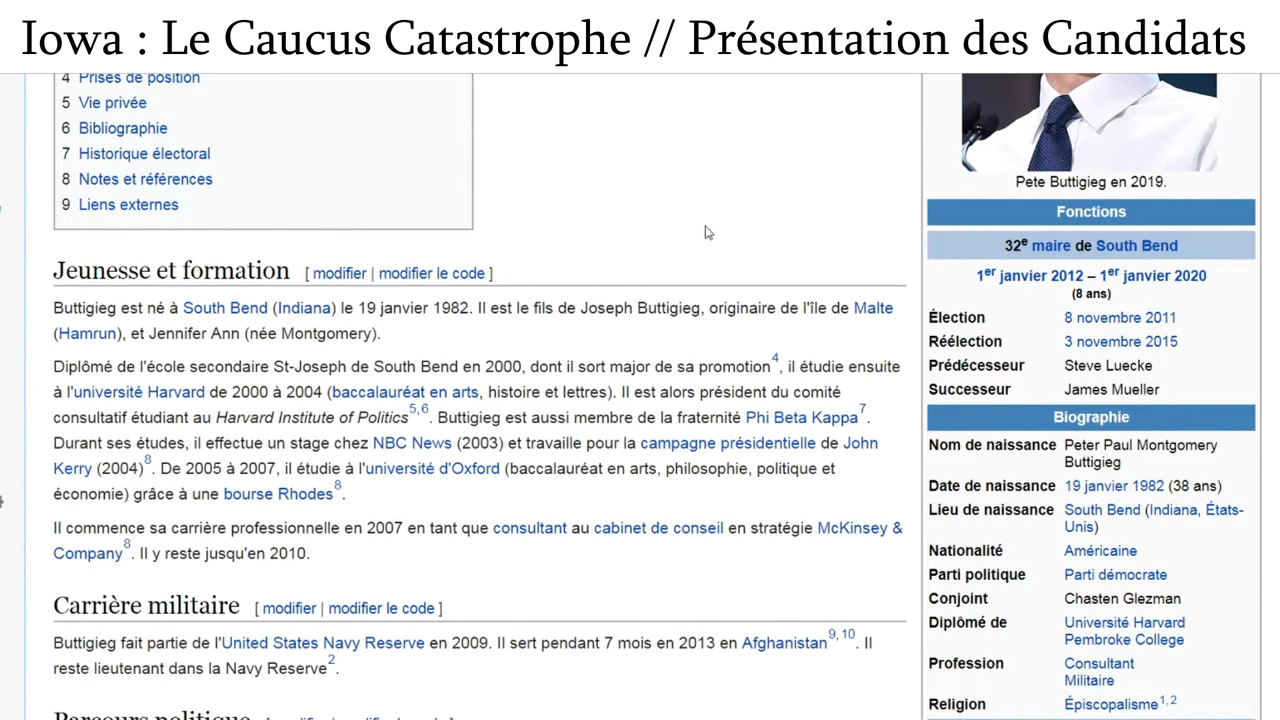 Iowa : Le Caucus Catastrophe // Présentation des Candidats
4 Prises de position
5 Vie privée
6 Bibliographie
7 Historique électoral
8 Notes et références
9 Liens externes
Jeunesse et formation [ modifier | modifier le code ]
Buttigieg est né à South Bend (Indiana) le 19 janvier 1982. Il est le fils de Joseph Buttigieg, originaire de l'île de Malte
(Hamrun), et Jennifer Ann (née Montgomery).
Diplômé de l'école secondaire St-Joseph de South Bend en 2000, dont il sort major de sa promotion4, il étudie ensuite
à l'université Harvard de 2000 à 2004 (baccalauréat en arts, histoire et lettres). Il est alors président du comité
consultatif étudiant au Harvard Institute of Politics5,6. Buttigieg est aussi membre de la fraternité Phi Beta Kappa7.
Durant ses études, il effectue un stage chez NBC News (2003) et travaille pour la campagne présidentielle de John
Kerry (2004)8. De 2005 à 2007, il étudie à l'université d'Oxford (baccalauréat en arts, philosophie, politique et
économie) grâce à une bourse Rhodes8.
Il commence sa carrière professionnelle en 2007 en tant que consultant au cabinet de conseil en stratégie McKinsey &
Company8. Il y reste jusqu'en 2010.
Carrière militaire [ modifier | modifier le code ]
Buttigieg fait partie de l'United States Navy Reserve en 2009. Il sert pendant 7 mois en 2013 en Afghanistan9, 10. Il
reste lieutenant dans la Navy Reserve2.
Parcours politique [ modifier | modifier le code ]
Pete Buttigieg en 2019.
Fonctions
32e maire de South Bend
1er janvier 2012 – 1er janvier 2020
(8 ans)
Élection 8 novembre 2011
Réélection 3 novembre 2015
Prédécesseur Steve Luecke
Successeur James Mueller
Biographie
Nom de naissance Peter Paul Montgomery
Buttigieg
Date de naissance 19 janvier 1982 (38 ans)
Lieu de naissance South Bend (Indiana, États-
Unis)
Nationalité Américaine
Parti politique Parti démocrate
Conjoint Chasten Glezman
Diplômé de Université Harvard
Pembroke College
Profession Consultant
Militaire
Religion Épiscopalisme1, 2